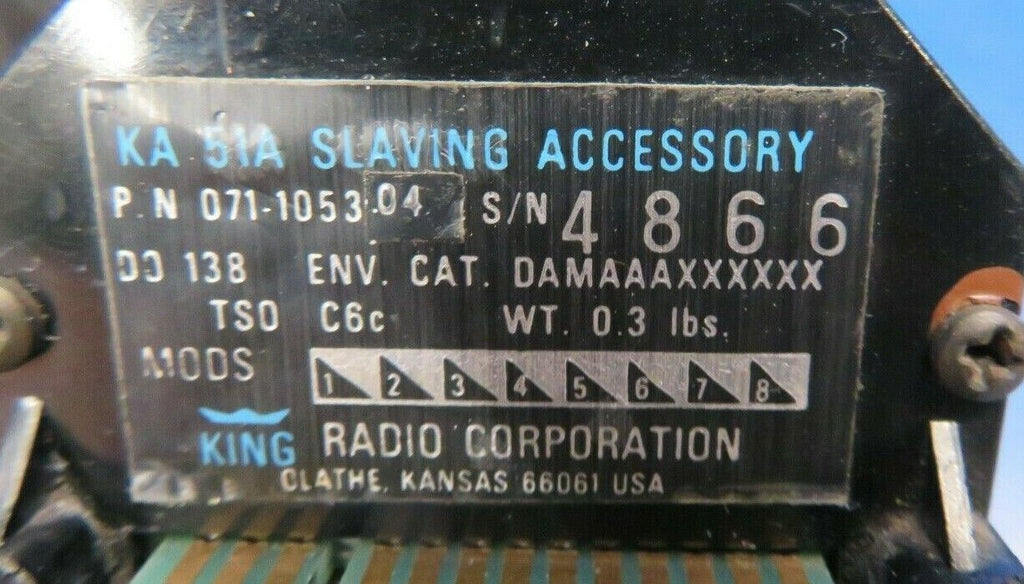 KA 51A SLAVING ACCESSORY
P.N 071-1053-04 S/N 4866
DO 138 ENV. CAT. DAMAAAXXXXXX
TSO C6c WT. 0.3 lbs.
MODS 1 2 3 4 5 6 7 8
KING RADIO CORPORATION
OLATHE, KANSAS 66061 USA